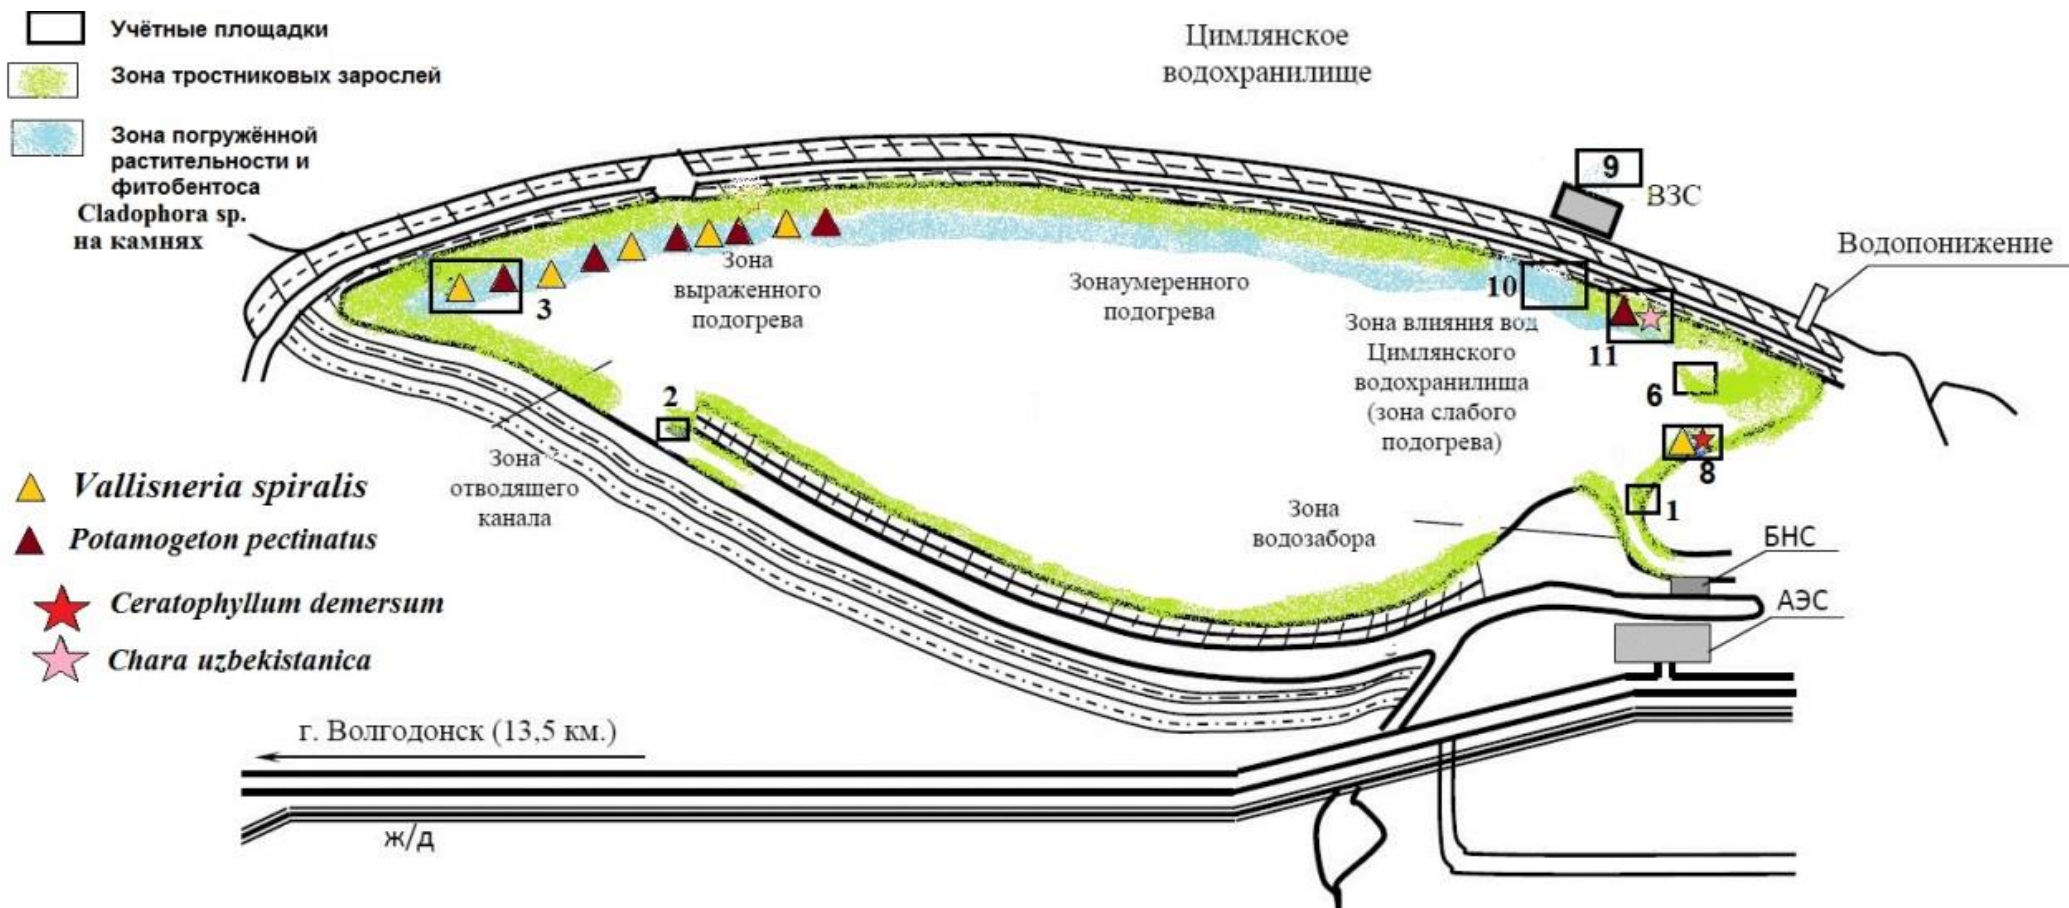 Учётные площадки
Зона тростниковых зарослей
Зона погружённой
растительности и
фитобентоса
Cladophora sp.
на камнях
Цимлянское
водохранилище
9
ВЗС
Водопонижение
3
Зона
выраженного
подогрева
Зонаумеренного
подогрева
10
Зона влияния вод
Цимлянского
водохранилища
(зона слабого
подогрева)
11
6
8
1
2
Зона
отводяшего
канала
Зона
водозабора
БНС
АЭС
Vallisneria spiralis
Potamogeton pectinatus
Ceratophyllum demersum
Chara uzbekistanica
г. Волгодонск (13,5 км.)
ж/д